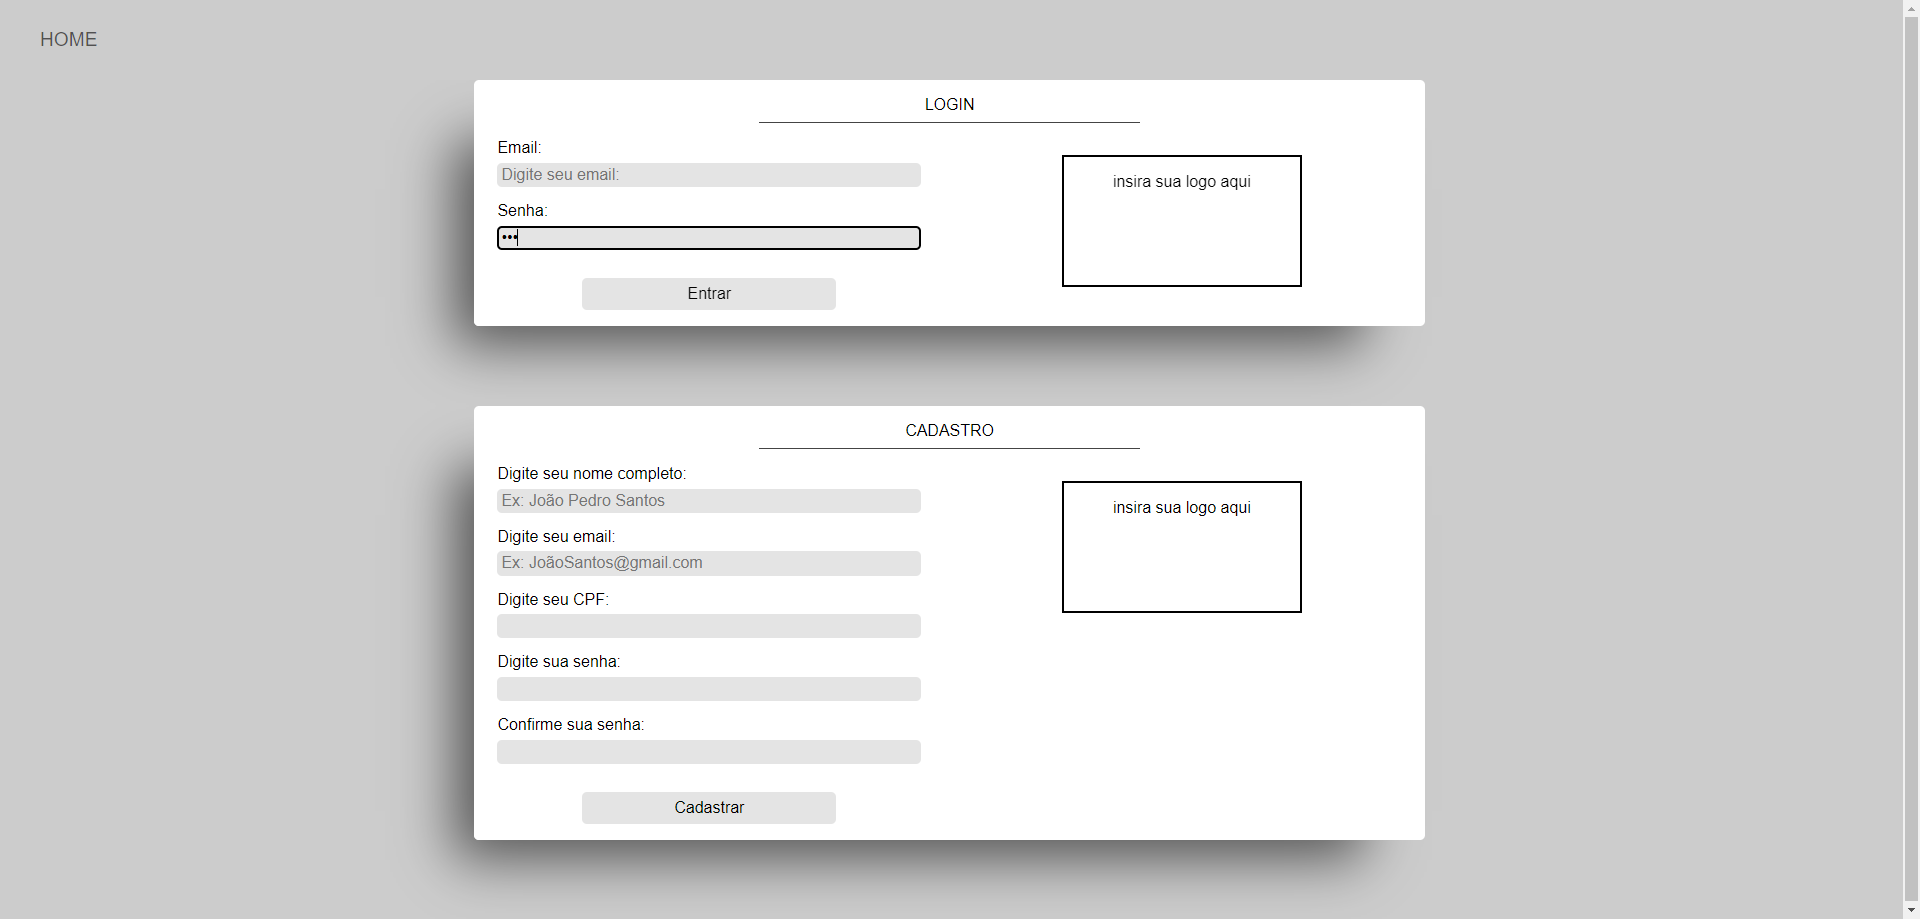 HOME
LOGIN
Email:
Digite seu email:
Senha:
•••
Entrar
insira sua logo aqui
CADASTRO
Digite seu nome completo:
Ex: João Pedro Santos
Digite seu email:
Ex: JoãoSantos@gmail.com
Digite seu CPF:
Digite sua senha:
Confirme sua senha:
Cadastrar
insira sua logo aqui